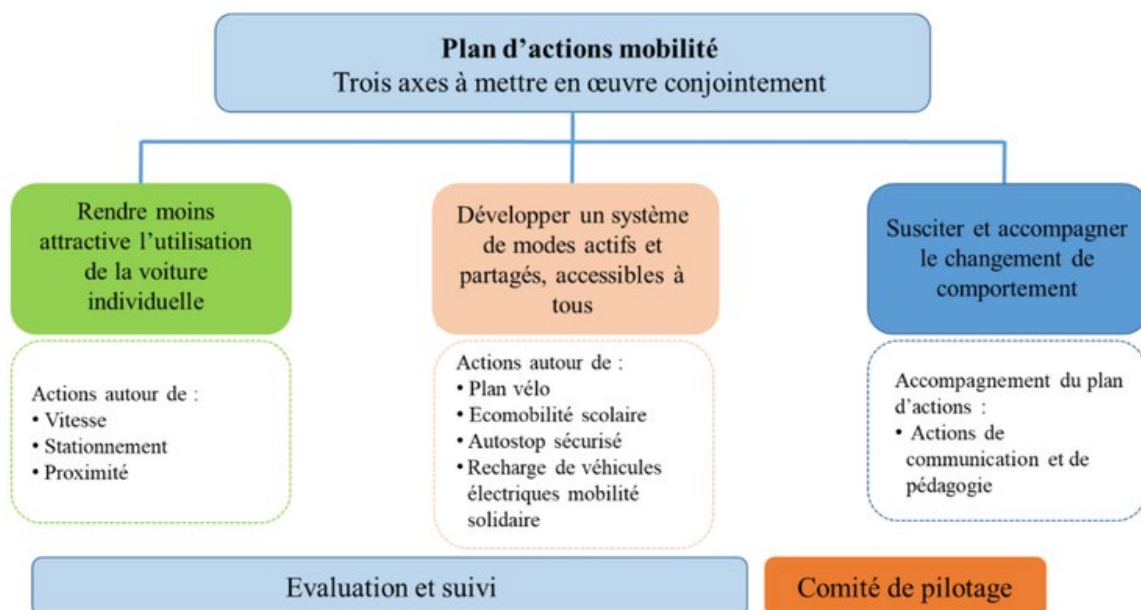 Plan d’actions mobilité
Trois axes à mettre en œuvre conjointement
Rendre moins
attractive l’utilisation
de la voiture
individuelle
Actions autour de :
• Vitesse
• Stationnement
• Proximité
Développer un système
de modes actifs et
partagés, accessibles à
tous
Actions autour de :
• Plan vélo
• Ecomobilité scolaire
• Autostop sécurisé
• Recharge de véhicules
électriques mobilité
solidaire
Susciter et accompagner
le changement de
comportement
Accompagnement du plan
d’actions :
• Actions de
communication et de
pédagogie
Evaluation et suivi
Comité de pilotage